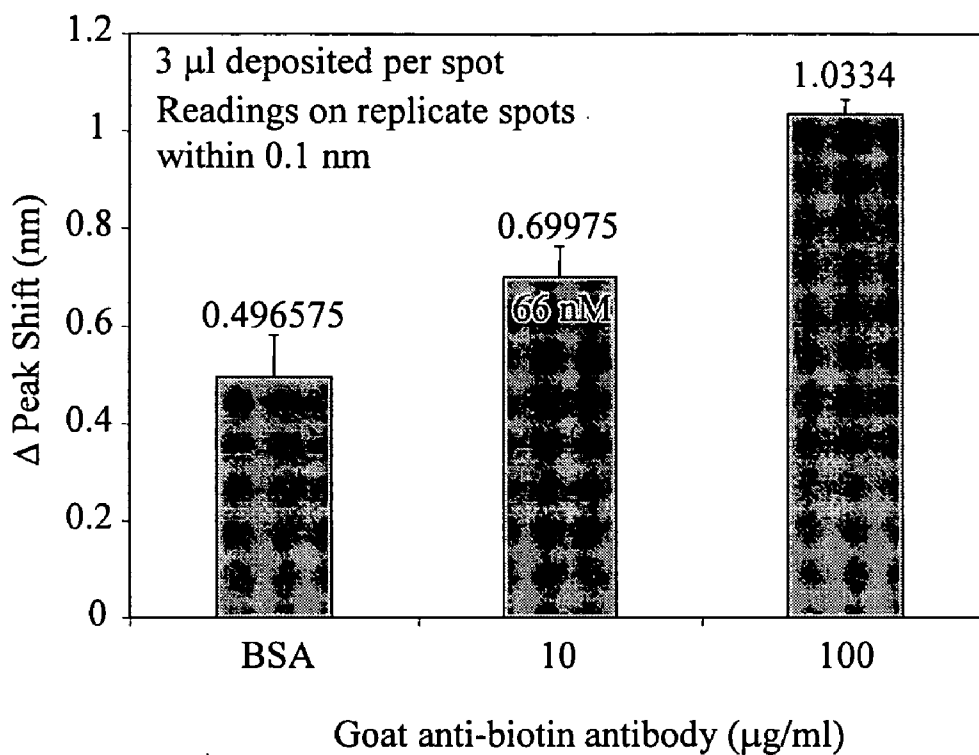 1.2
3 µl deposited per spot
1.0334
Readings on replicate spots
1
within 0.1 nm
0.8
0.69975
Δ Peak Shift (nm)
66 nM
0.6
0.496575
0.4
0.2
0
BSA 10 100
Goat anti-biotin antibody (µg/ml)